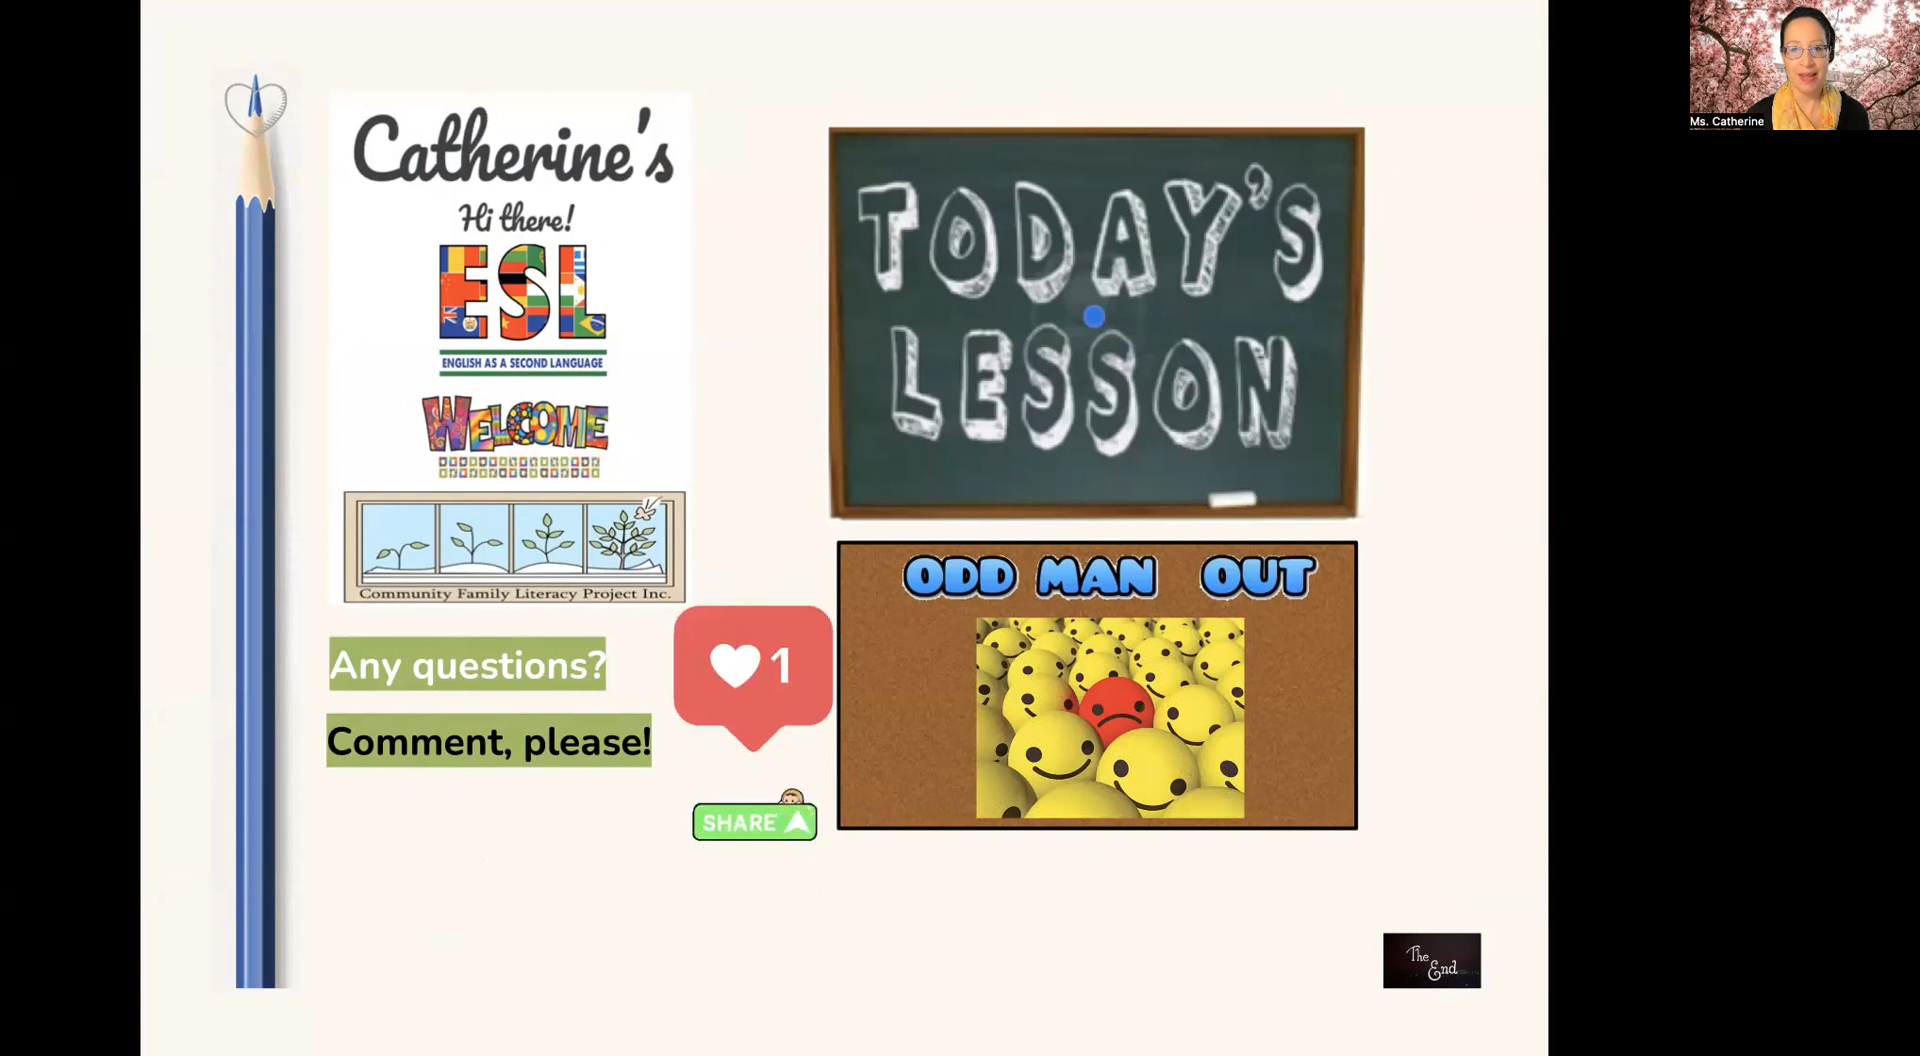 Catherine's
Hi there!
ESL
ENGLISH AS A SECOND LANGUAGE
WELCOME
Community Family Literacy Project Inc.
Any questions?
Comment, please!
1
SHARE
TODAY'S
LESSON
ODD MAN OUT
The
End
Ms. Catherine